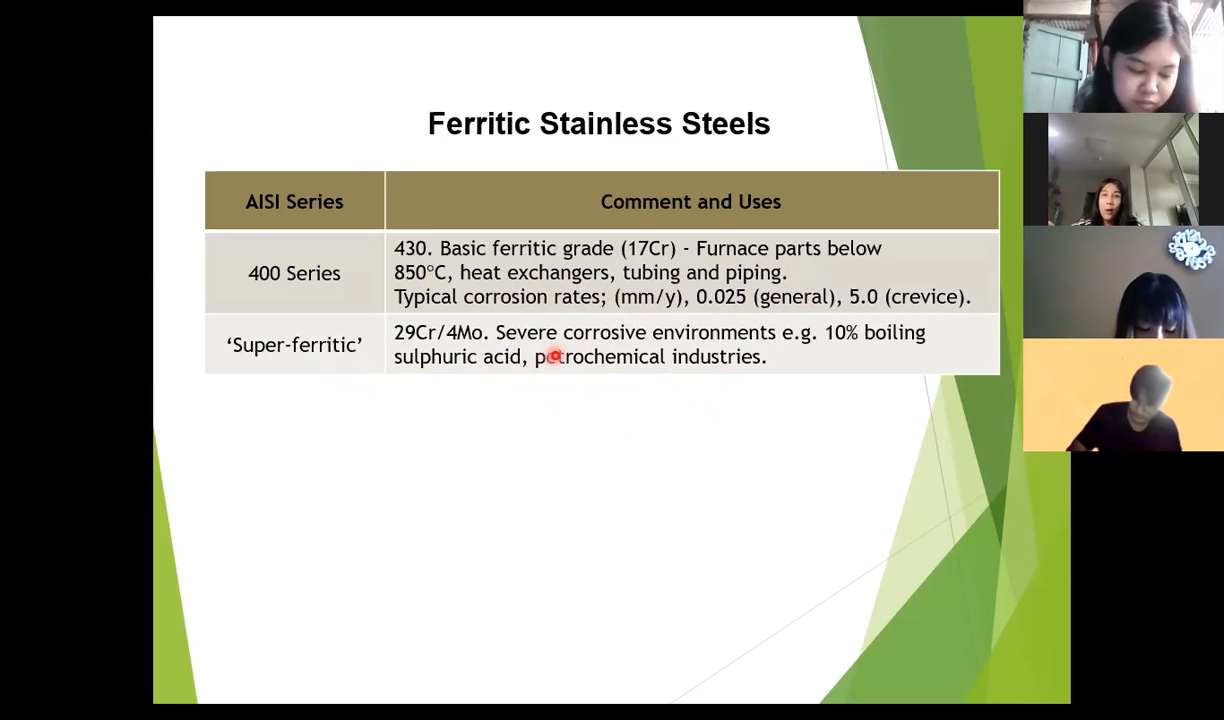 Ferritic Stainless Steels
AISI Series
Comment and Uses
400 Series
430. Basic ferritic grade (17Cr) - Furnace parts below
850°C, heat exchangers, tubing and piping.
Typical corrosion rates; (mm/y), 0.025 (general), 5.0 (crevice).
‘Super-ferritic’
29Cr/4Mo. Severe corrosive environments e.g. 10% boiling
sulphuric acid, petrochemical industries.